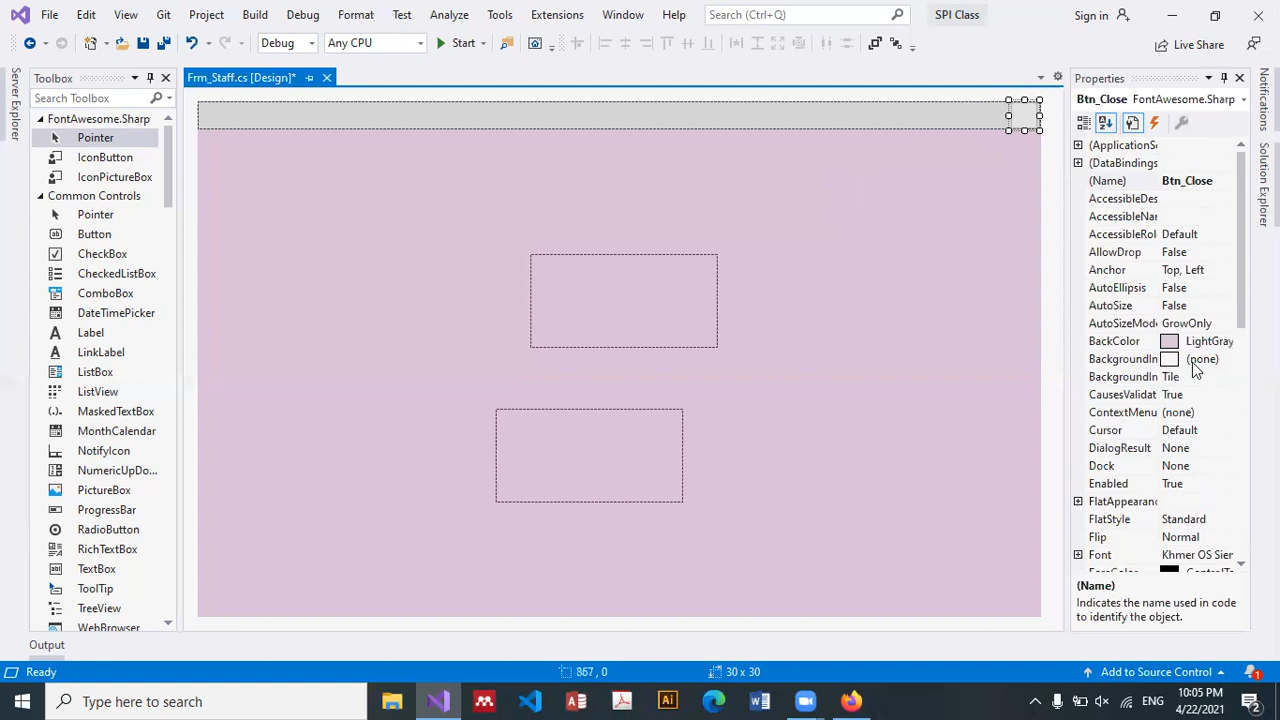 File Edit View Git Project Build Debug Format Test Analyze Tools Extensions Window Help Search (Ctrl+Q) SPI Class Sign in
Debug Any CPU Start Live Share
Server Explorer
Toolbox
Search Toolbox
FontAwesome.Sharp
Pointer
IconButton
IconPictureBox
Common Controls
Pointer
Button
CheckBox
CheckedListBox
ComboBox
DateTimePicker
Label
LinkLabel
ListBox
ListView
MaskedTextBox
MonthCalendar
NotifyIcon
NumericUpDo...
PictureBox
ProgressBar
RadioButton
RichTextBox
TextBox
ToolTip
TreeView
WebBrowser
Frm_Staff.cs [Design]*
Properties
Btn_Close FontAwesome.Sharp
(ApplicationSe
(DataBindings
(Name) Btn_Close
AccessibleDes
AccessibleNar
AccessibleRol Default
AllowDrop False
Anchor Top, Left
AutoEllipsis False
AutoSize False
AutoSizeMode GrowOnly
BackColor LightGray
BackgroundIn (none)
BackgroundIn Tile
CausesValidat True
ContextMenu (none)
Cursor Default
DialogResult None
Dock None
Enabled True
FlatAppearanc
FlatStyle Standard
Flip Normal
Font Khmer OS Sier
(Name)
Indicates the name used in code
to identify the object.
Notifications
Solution Explorer
Output
Ready 867, 0 30 x 30 Add to Source Control 1
Type here to search ENG 10:05 PM
4/22/2021 2